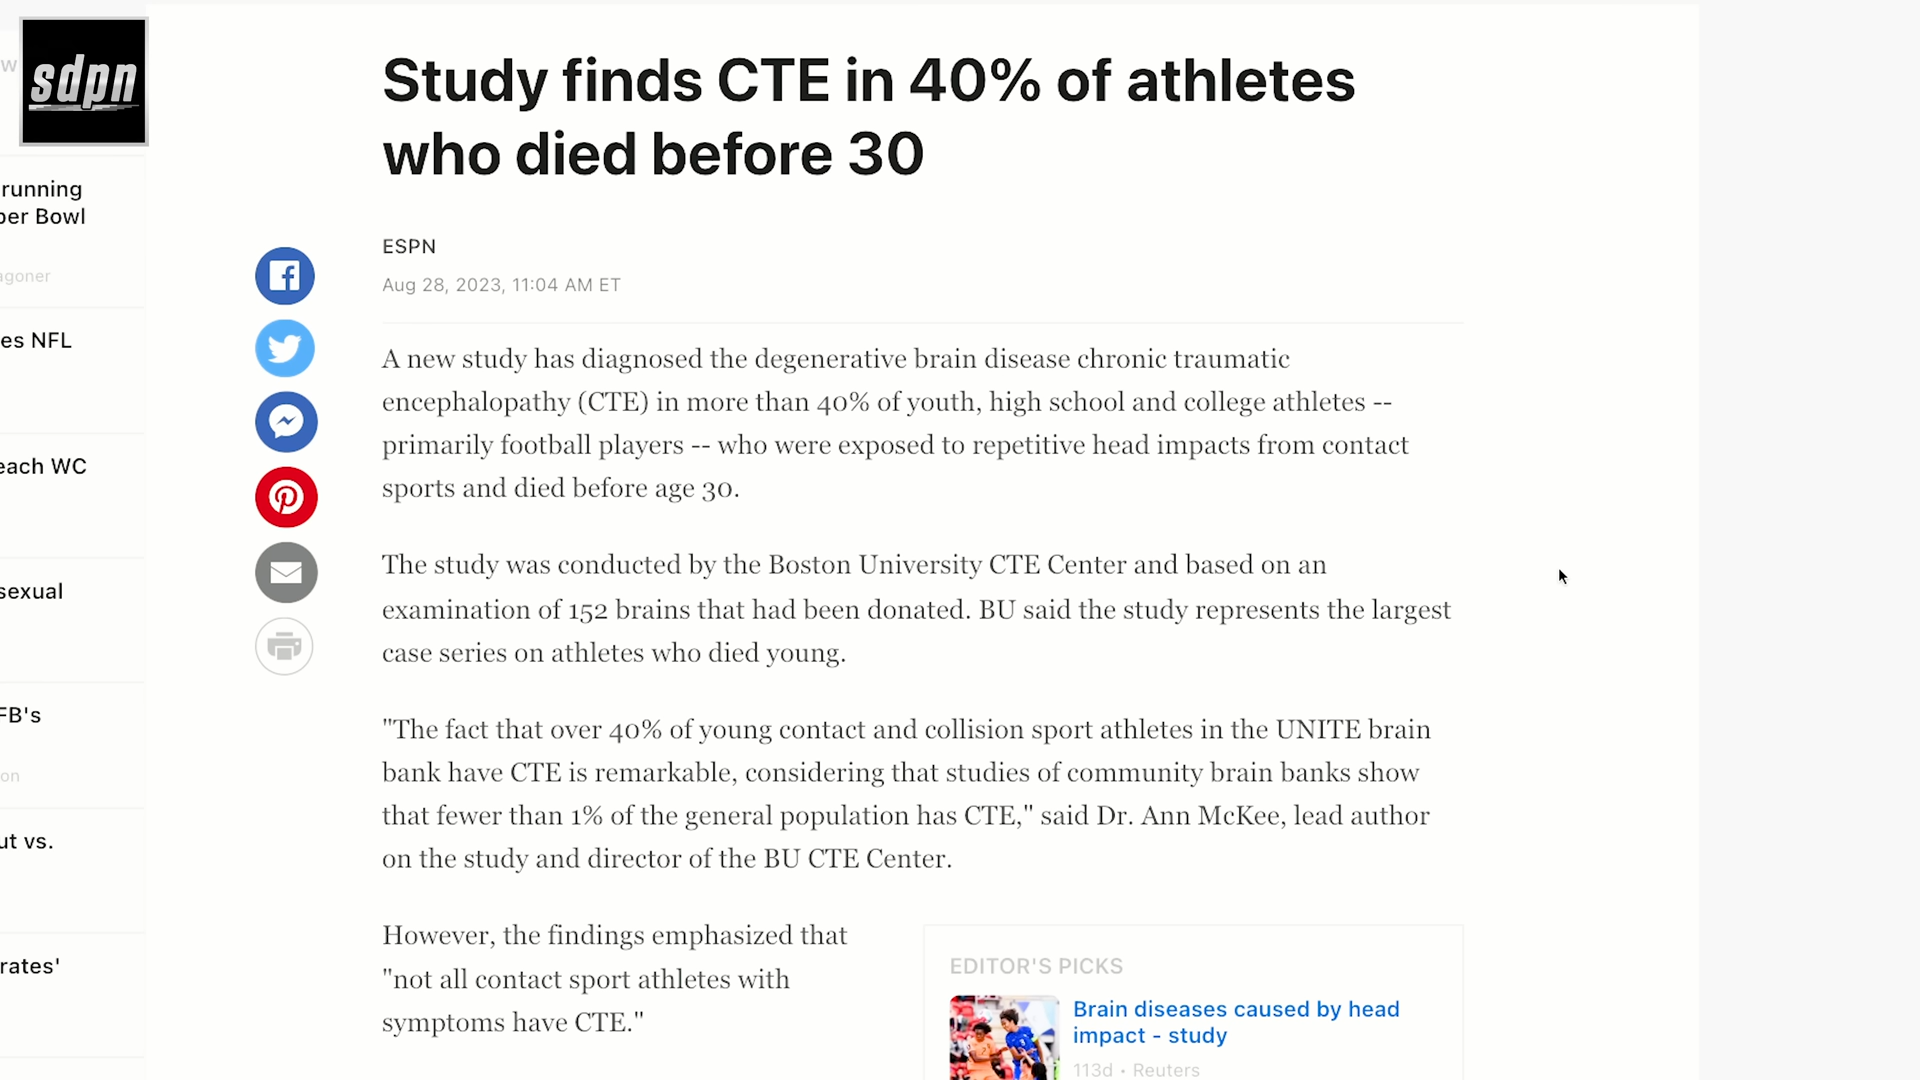 sdpn
w
running
per Bowl
agoner
es NFL
each WC
sexual
FB's
on
ut vs.
rates'
Study finds CTE in 40% of athletes
who died before 30
ESPN
Aug 28, 2023, 11:04 AM ET
A new study has diagnosed the degenerative brain disease chronic traumatic
encephalopathy (CTE) in more than 40% of youth, high school and college athletes --
primarily football players -- who were exposed to repetitive head impacts from contact
sports and died before age 30.
The study was conducted by the Boston University CTE Center and based on an
examination of 152 brains that had been donated. BU said the study represents the largest
case series on athletes who died young.
"The fact that over 40% of young contact and collision sport athletes in the UNITE brain
bank have CTE is remarkable, considering that studies of community brain banks show
that fewer than 1% of the general population has CTE," said Dr. Ann McKee, lead author
on the study and director of the BU CTE Center.
However, the findings emphasized that
"not all contact sport athletes with
symptoms have CTE."
EDITOR'S PICKS
Brain diseases caused by head
impact - study
113d • Reuters